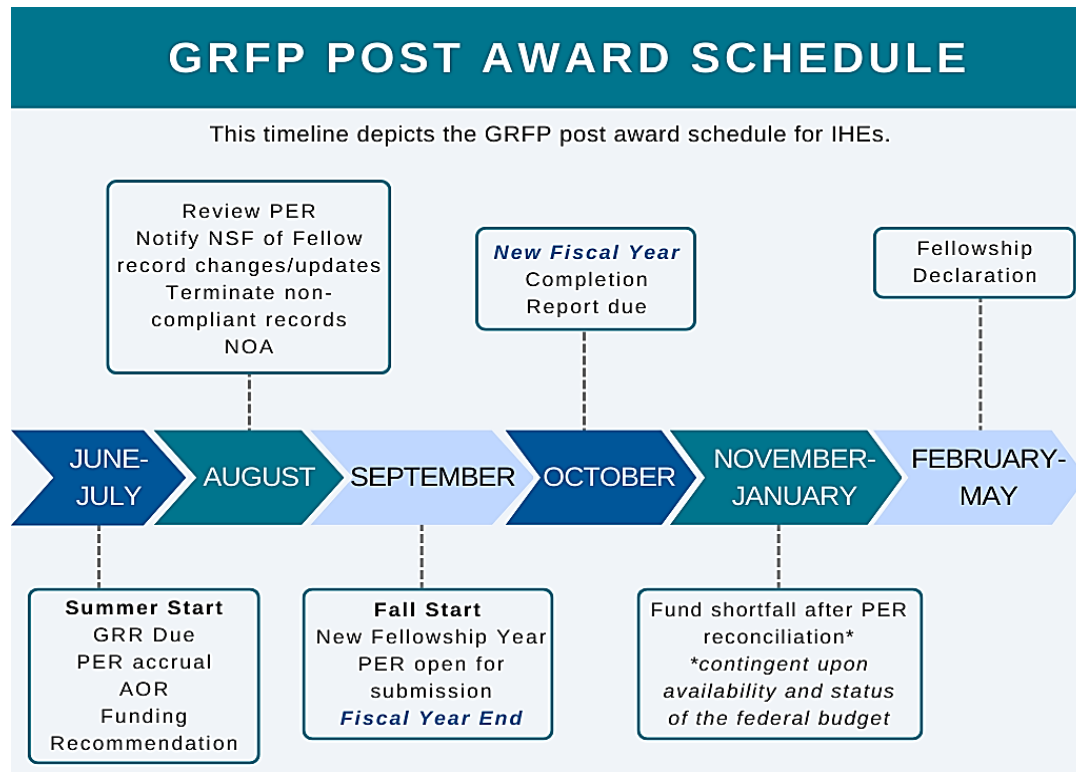 GRFP POST AWARD SCHEDULE
This timeline depicts the GRFP post award schedule for IHEs.
Review PER
Notify NSF of Fellow
record changes/updates
Terminate non-
compliant records
NOA
New Fiscal Year
Completion
Report due
Fellowship
Declaration
JUNE-
JULY
AUGUST
SEPTEMBER
OCTOBER
NOVEMBER-
JANUARY
FEBRUARY-
MAY
Summer Start
GRR Due
PER accrual
AOR
Funding
Recommendation
Fall Start
New Fellowship Year
PER open for
submission
Fiscal Year End
Fund shortfall after PER
reconciliation*
*contingent upon
availability and status
of the federal budget